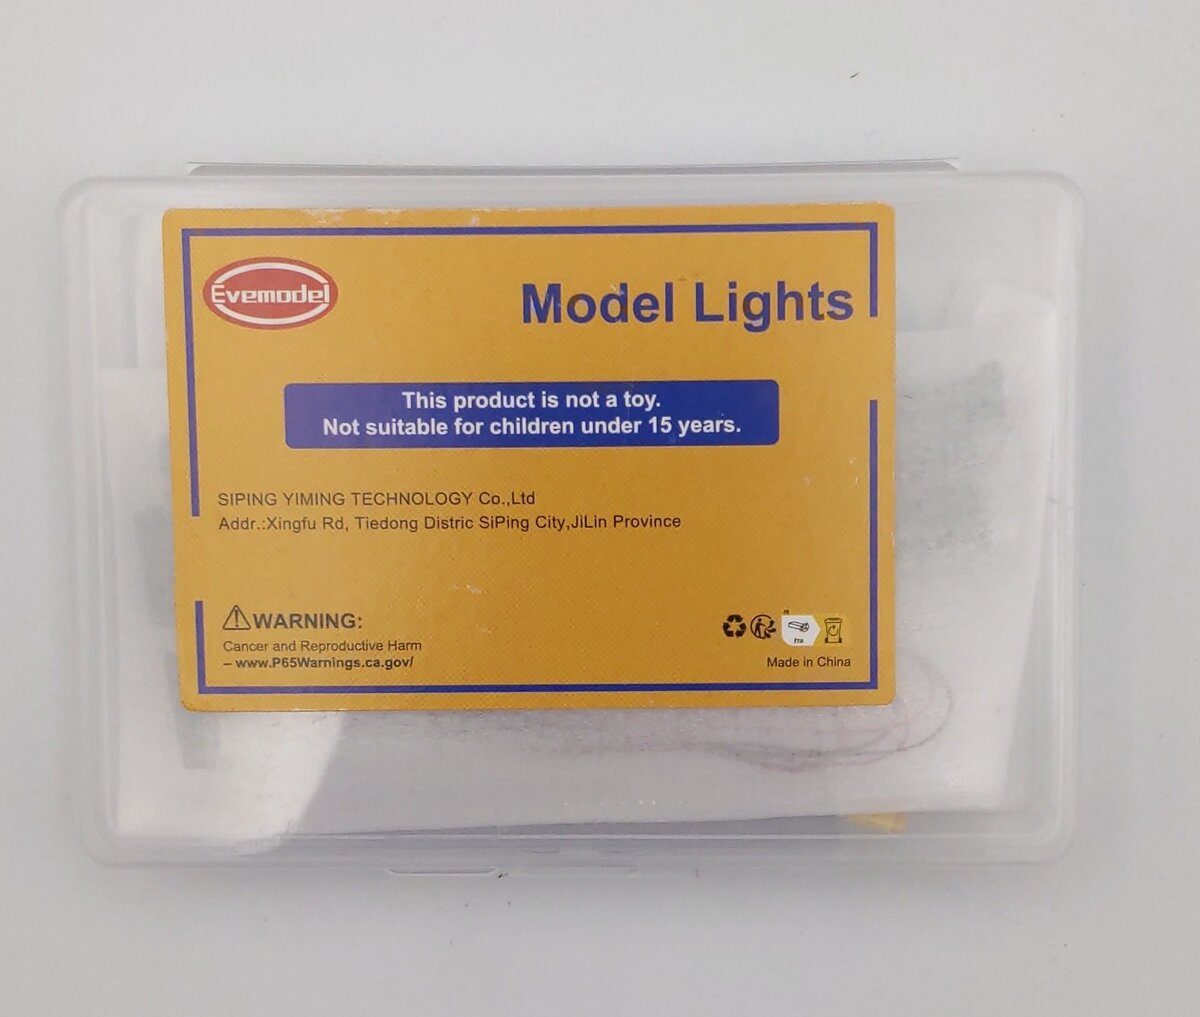 Evemodel
Model Lights
This product is not a toy.
Not suitable for children under 15 years.
SIPING YIMING TECHNOLOGY Co.,Ltd
Addr.:Xingfu Rd, Tiedong Distric SiPing City,JiLin Province
WARNING:
Cancer and Reproductive Harm
– www.P65Warnings.ca.gov/
Made in China